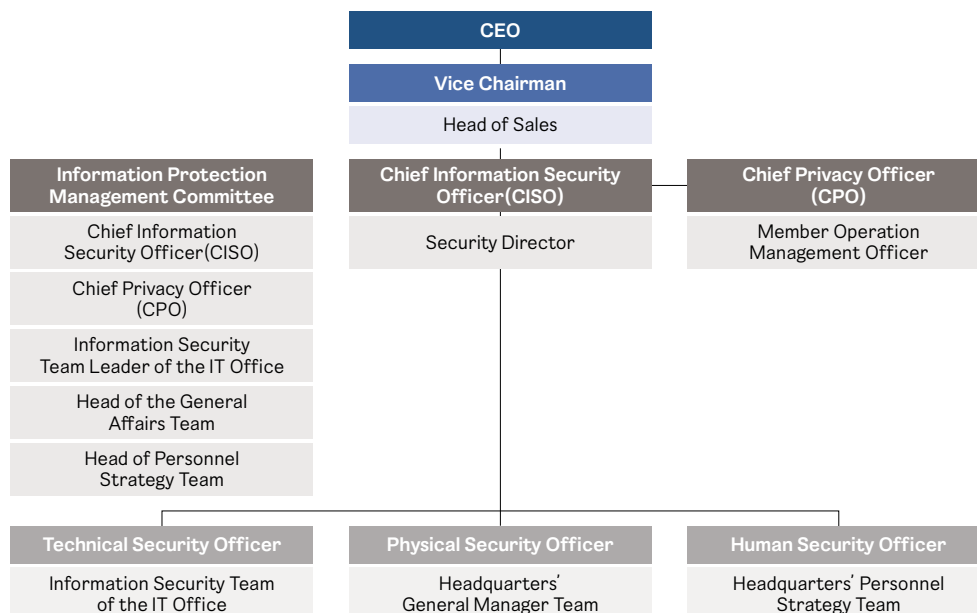 CEO
Vice Chairman
Head of Sales
Information Protection
Management Committee
Chief Information
Security Officer(CISO)
Chief Privacy Officer
(CPO)
Information Security
Team Leader of the IT Office
Head of the General
Affairs Team
Head of Personnel
Strategy Team
Chief Information Security
Officer(CISO)
Security Director
Chief Privacy Officer
(CPO)
Member Operation
Management Officer
Technical Security Officer
Information Security Team
of the IT Office
Physical Security Officer
Headquarters’
General Manager Team
Human Security Officer
Headquarters’ Personnel
Strategy Team